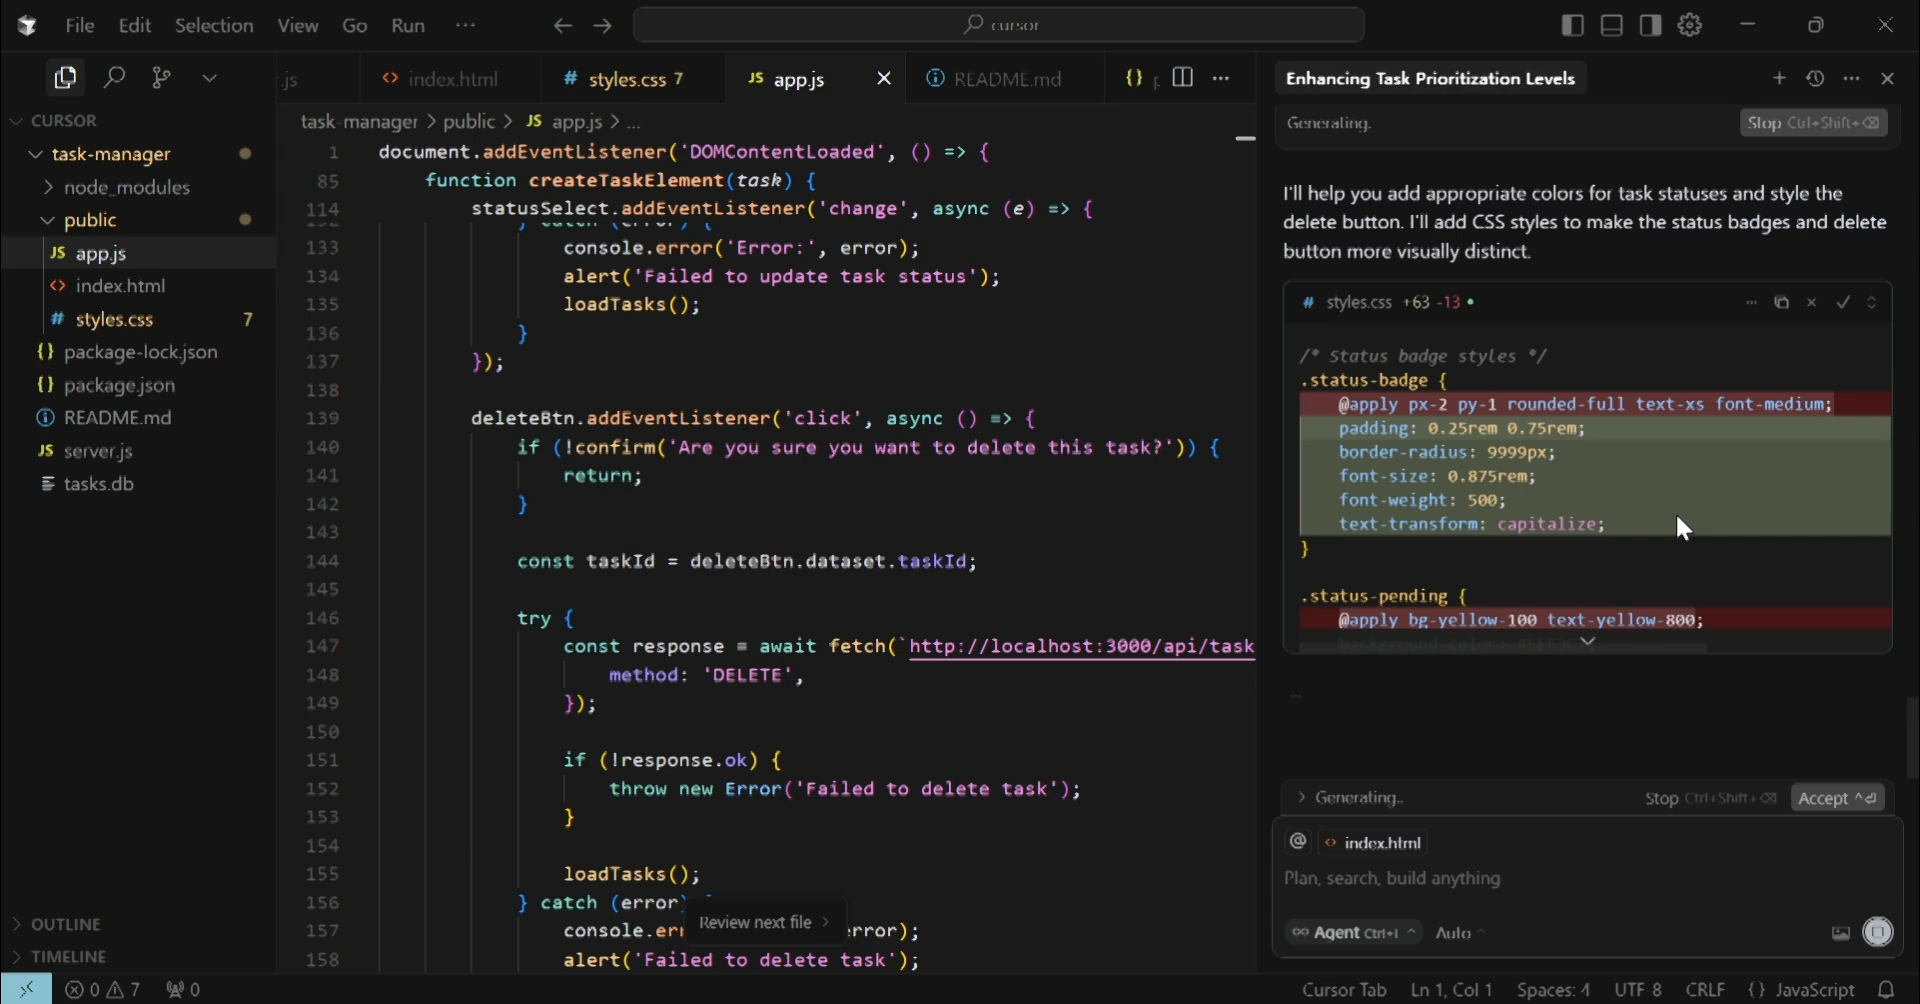 File Edit Selection View Go Run ··· ← → cursor
.js <> index.html # styles.css 7 JS app.js × README.md {}
Enhancing Task Prioritization Levels
CURSOR
task-manager
node_modules
public
JS app.js
<> index.html
# styles.css 7
{} package-lock.json
{} package.json
README.md
JS server.js
tasks.db
OUTLINE
TIMELINE
task-manager > public > JS app.js > ...
1 document.addEventListener('DOMContentLoaded', () => {
85 function createTaskElement(task) {
114 statusSelect.addEventListener('change', async (e) => {
133 console.error('Error:', error);
134 alert('Failed to update task status');
135 loadTasks();
136 }
137 });
138
139 deleteBtn.addEventListener('click', async () => {
140 if (!confirm('Are you sure you want to delete this task?')) {
141 return;
142 }
143
144 const taskId = deleteBtn.dataset.taskId;
145
146 try {
147 const response = await fetch(`http://localhost:3000/api/task
148 method: 'DELETE',
149 });
150
151 if (!response.ok) {
152 throw new Error('Failed to delete task');
153 }
154
155 loadTasks();
156 } catch (error)
157 console.err error);
158 alert('Failed to delete task');
Review next file >
Generating. Stop Ctrl+Shift+⌫
I'll help you add appropriate colors for task statuses and style the
delete button. I'll add CSS styles to make the status badges and delete
button more visually distinct.
# styles.css +63 -13 •
/* Status badge styles */
.status-badge {
@apply px-2 py-1 rounded-full text-xs font-medium;
padding: 0.25rem 0.75rem;
border-radius: 9999px;
font-size: 0.875rem;
font-weight: 500;
text-transform: capitalize;
}
.status-pending {
@apply bg-yellow-100 text-yellow-800;
> Generating.. Stop Ctrl+Shift+⌫ Accept ^⏎
@ <> index.html
Plan, search, build anything
∞ Agent Ctrl+I Auto
0 7 0 Cursor Tab Ln 1, Col 1 Spaces: 4 UTF 8 CRLF {} JavaScript